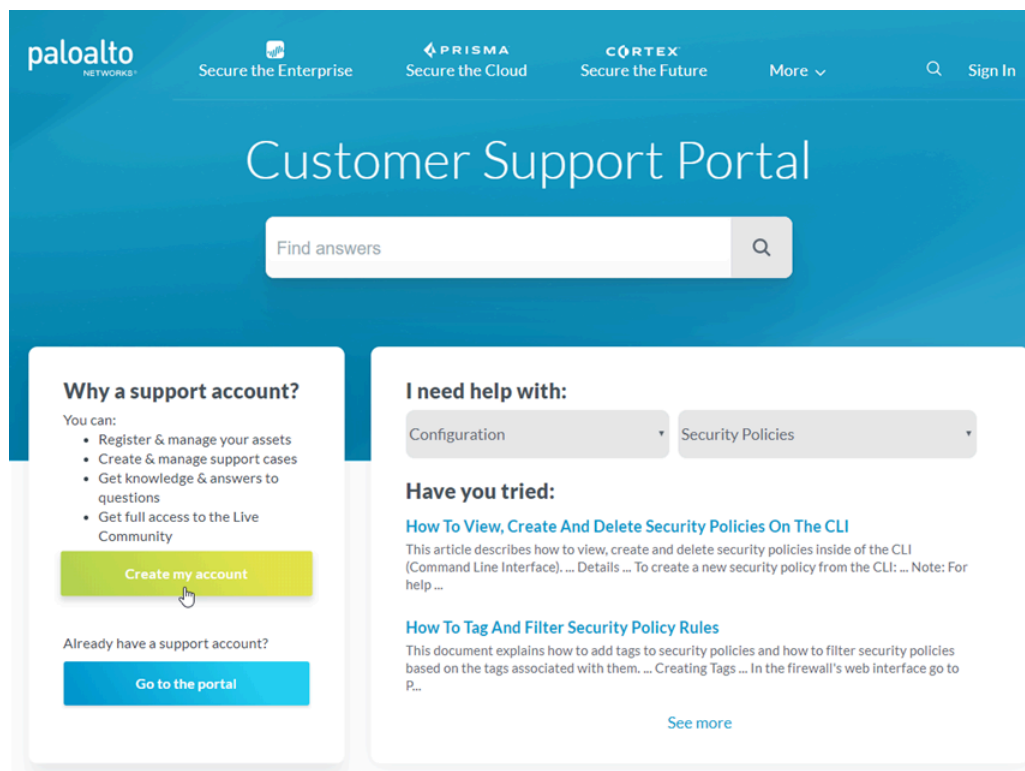 paloalto
NETWORKS®
Secure the Enterprise
PRISMA
Secure the Cloud
CORTEX
Secure the Future
More
Sign In
Customer Support Portal
Find answers
Why a support account?
You can:
• Register & manage your assets
• Create & manage support cases
• Get knowledge & answers to
questions
• Get full access to the Live
Community
Create my account
Already have a support account?
Go to the portal
I need help with:
Configuration
Security Policies
Have you tried:
How To View, Create And Delete Security Policies On The CLI
This article describes how to view, create and delete security policies inside of the CLI
(Command Line Interface). ... Details ... To create a new security policy from the CLI: ... Note: For
help ...
How To Tag And Filter Security Policy Rules
This document explains how to add tags to security policies and how to filter security policies
based on the tags associated with them. ... Creating Tags ... In the firewall's web interface go to
P...
See more